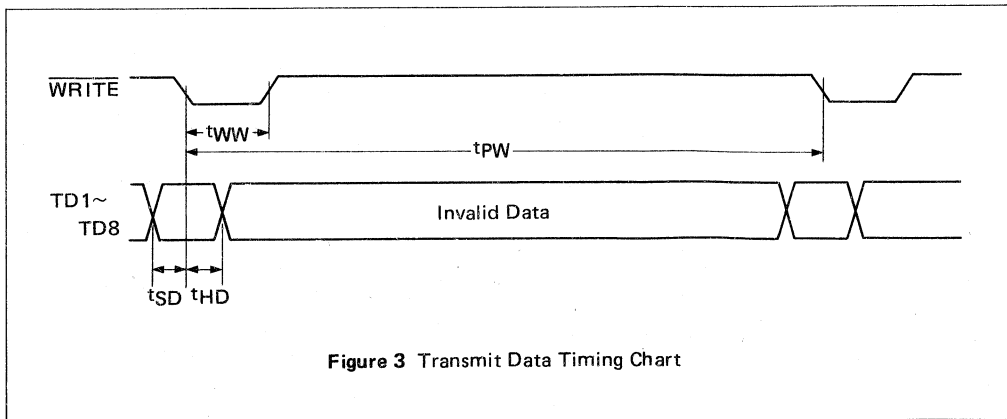 WRITE
tWW
tPW
TD1~
TD8
Invalid Data
tSD
tHD
Figure 3 Transmit Data Timing Chart